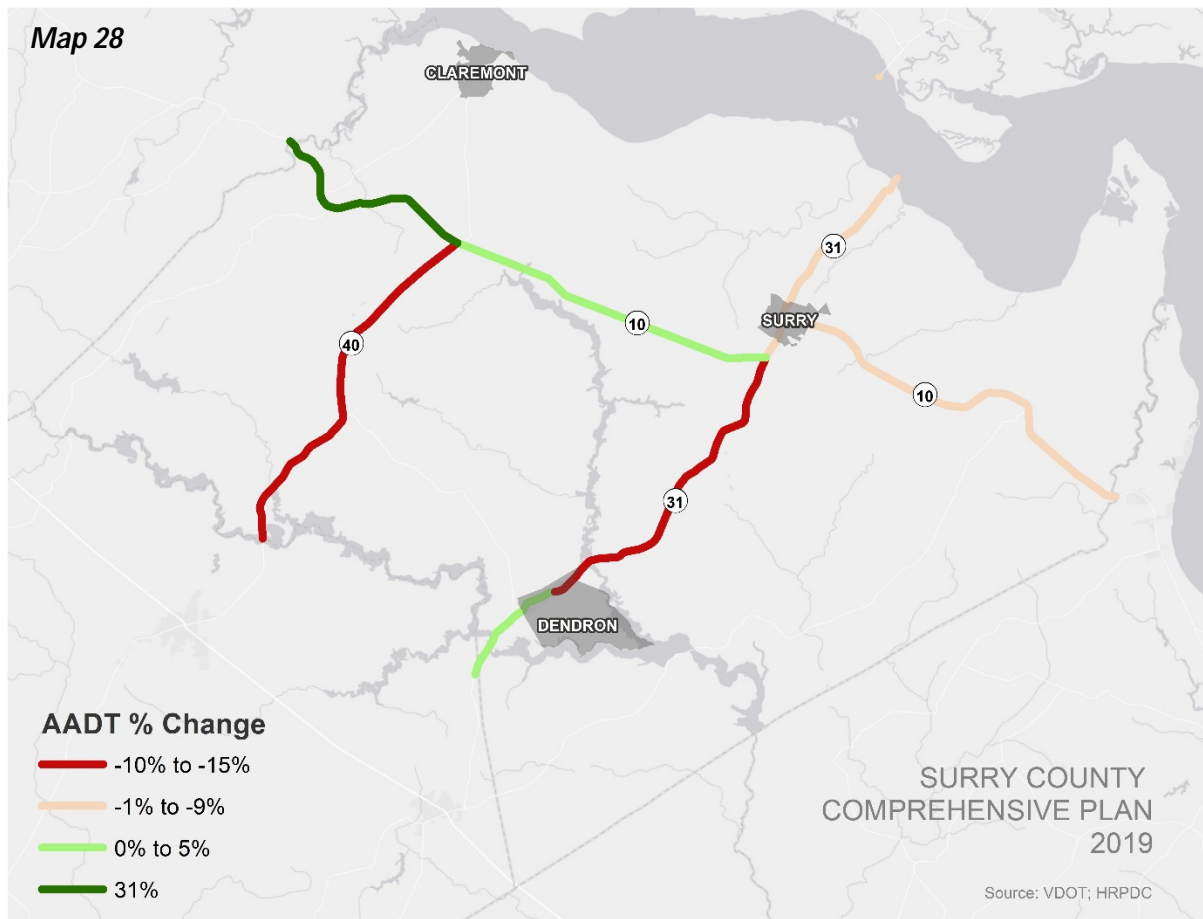 Map 28
CLAREMONT
31
SURRY
10
40
10
31
DENDRON
AADT % Change
-10% to -15%
-1% to -9%
0% to 5%
31%
SURRY COUNTY
COMPREHENSIVE PLAN
2019
Source: VDOT; HRPDC